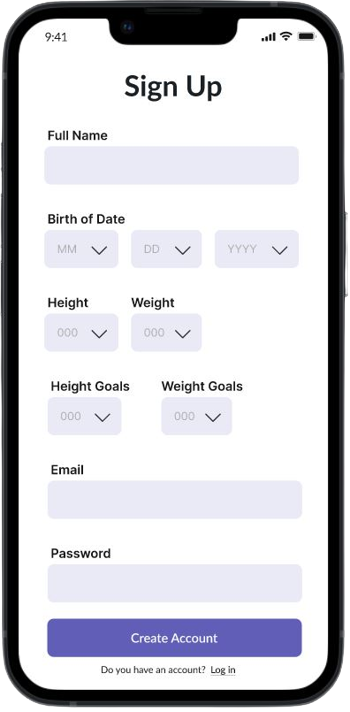 9:41
Sign Up
Full Name
Birth of Date
MM DD YYYY
Height Weight
000 000
Height Goals Weight Goals
000 000
Email
Password
Create Account
Do you have an account? Log in